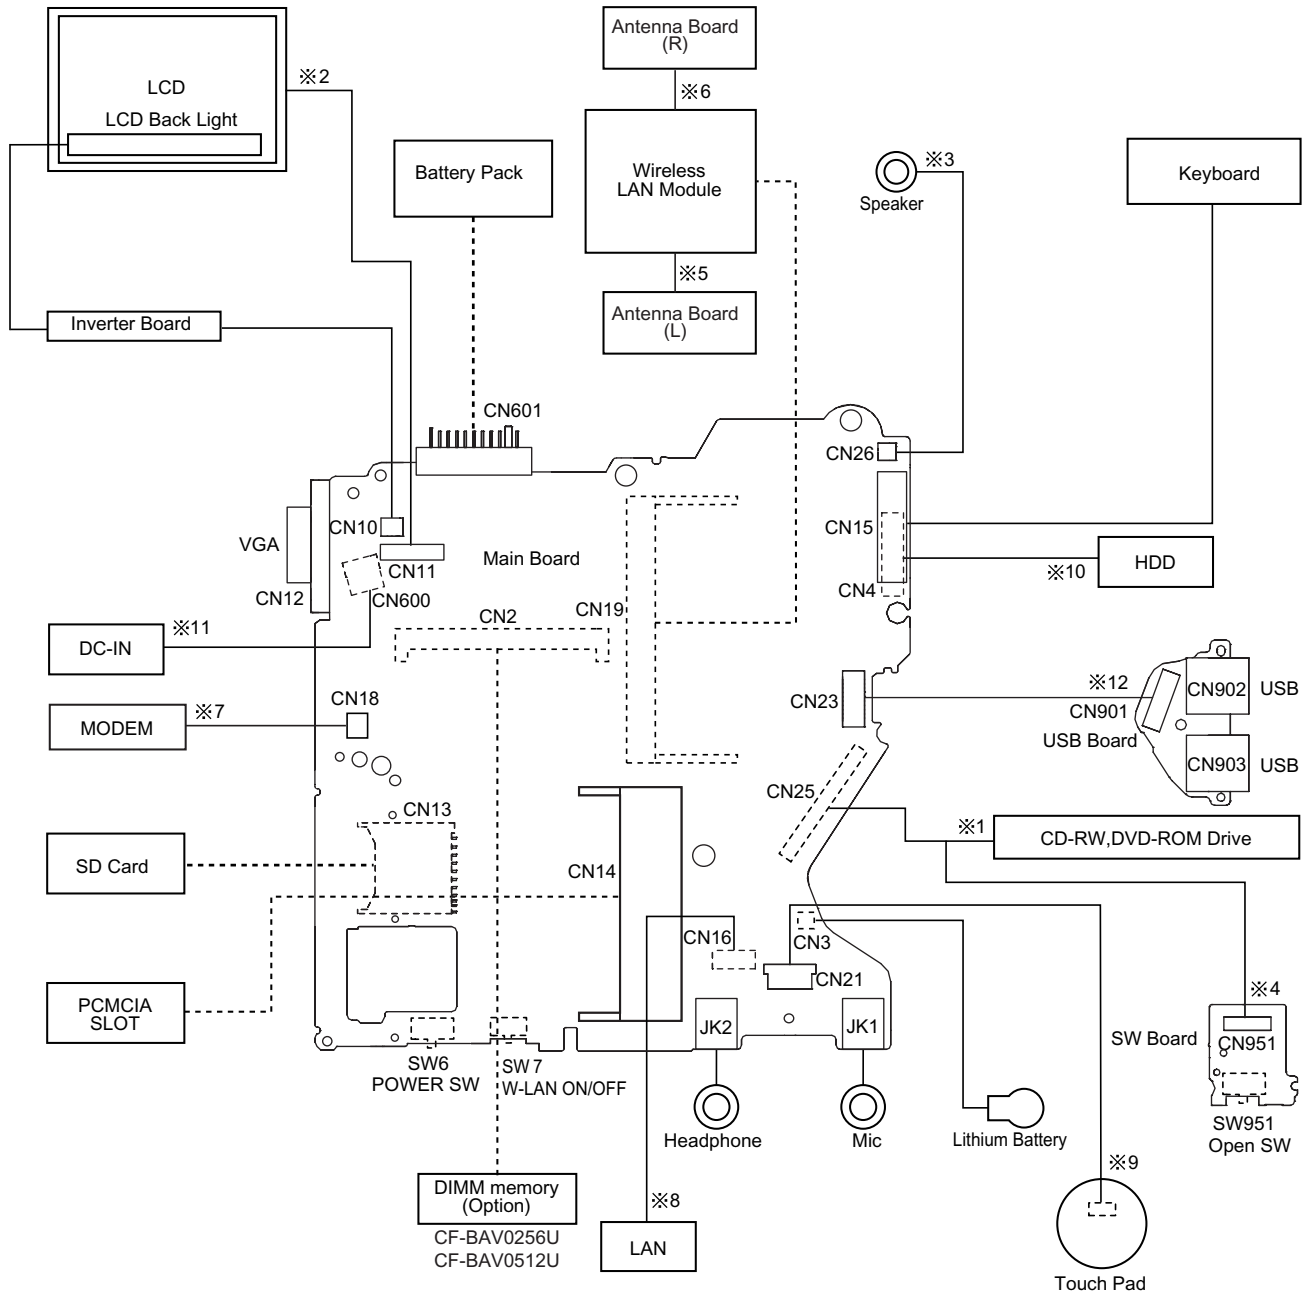 Antenna Board
(R)
※2
LCD
LCD Back Light
※6
Battery Pack
Wireless
LAN Module
※3
Speaker
Keyboard
※5
Inverter Board
Antenna Board
(L)
CN601
CN26
CN10
CN15
VGA
Main Board
CN11
HDD
※10
CN12
CN600
CN19
CN4
CN2
※11
DC-IN
CN18
※7
MODEM
CN23
※12
CN901
USB Board
CN902
USB
CN903
USB
CN25
CN13
※1
CD-RW,DVD-ROM Drive
SD Card
CN14
CN16
CN3
CN21
PCMCIA
SLOT
※4
JK2
JK1
SW Board
CN951
SW6
POWER SW
SW7
W-LAN ON/OFF
SW951
Open SW
Headphone
Mic
Lithium Battery
※9
DIMM memory
(Option)
CF-BAV0256U
CF-BAV0512U
※8
LAN
Touch Pad